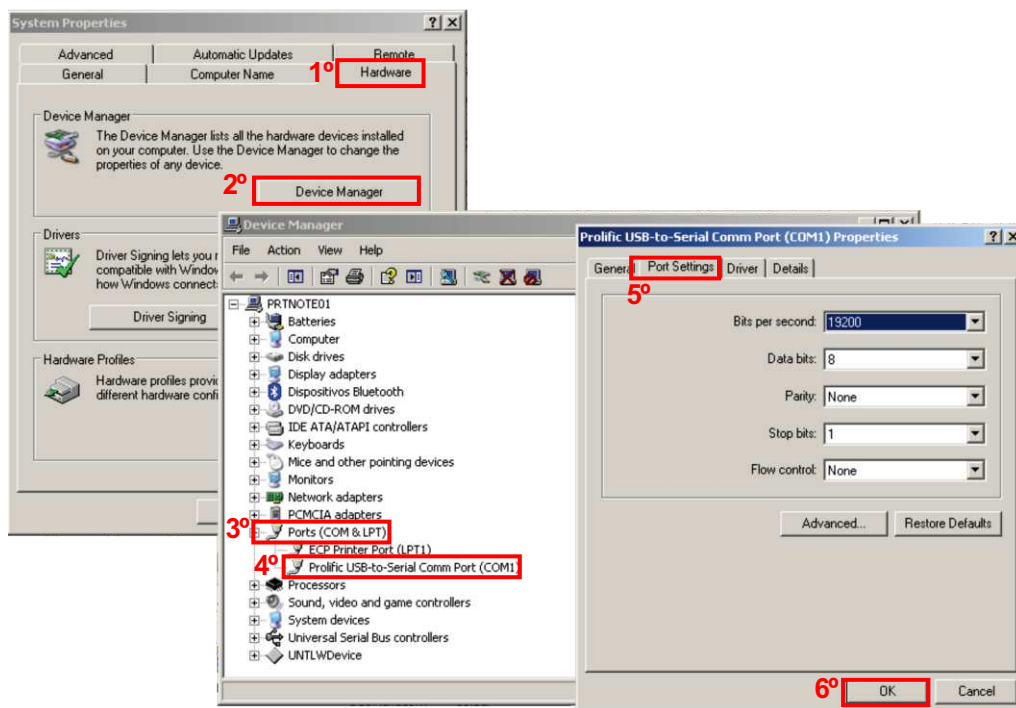 System Properties
Advanced
Automatic Updates
Remote
General
Computer Name
1º
Hardware
Device Manager
The Device Manager lists all the hardware devices installed
on your computer. Use the Device Manager to change the
properties of any device.
2º
Device Manager
Drivers
Driver Signing lets you
compatible with Window
how Windows connect
Driver Signing
Hardware Profiles
Hardware profiles provi
different hardware confi
Device Manager
File Action View Help
PRTNOTE01
Batteries
Computer
Disk drives
Display adapters
Dispositivos Bluetooth
DVD/CD-ROM drives
IDE ATA/ATAPI controllers
Keyboards
Mice and other pointing devices
Monitors
Network adapters
PCMCIA adapters
3º
Ports (COM & LPT)
ECP Printer Port (LPT1)
4º
Prolific USB-to-Serial Comm Port (COM1)
Processors
Sound, video and game controllers
System devices
Universal Serial Bus controllers
UNTLWDevice
Prolific USB-to-Serial Comm Port (COM1) Properties
General
Port Settings
Driver
Details
5º
Bits per second: 19200
Data bits: 8
Parity: None
Stop bits: 1
Flow control: None
Advanced...
Restore Defaults
6º
OK
Cancel